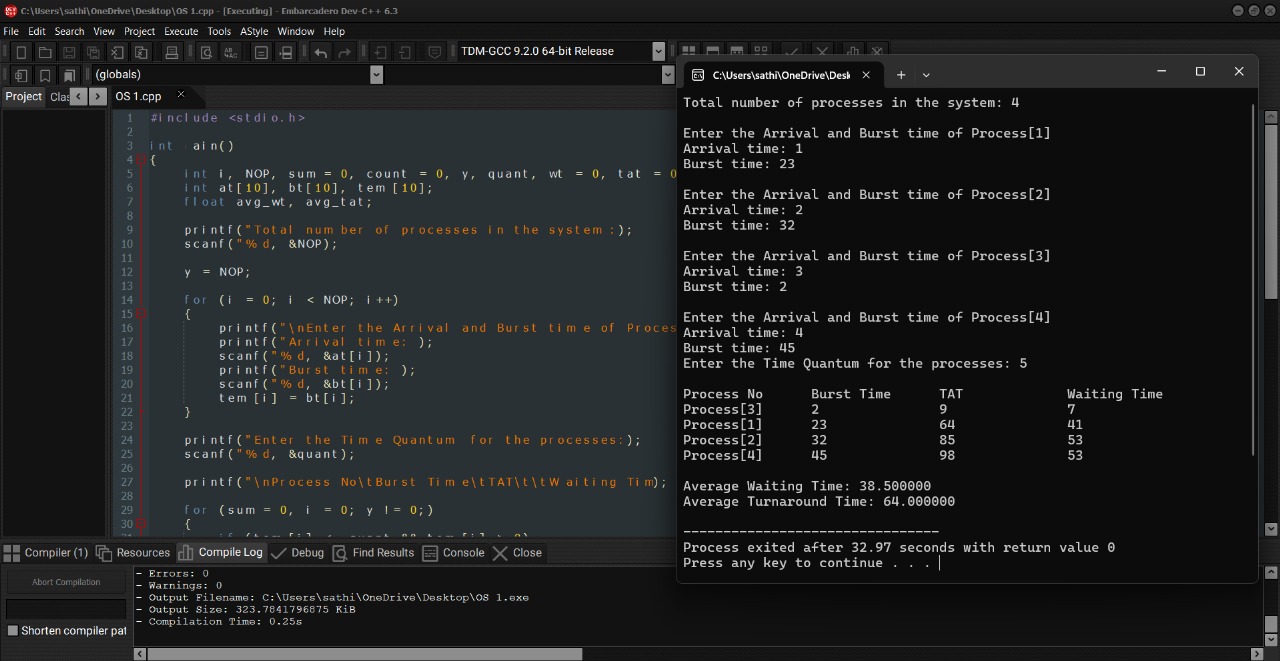 C:\Users\sathi\OneDrive\Desktop\OS 1.cpp - [Executing] - Embarcadero Dev-C++ 6.3
File Edit Search View Project Execute Tools AStyle Window Help
TDM-GCC 9.2.0 64-bit Release
(globals)
Project Clas OS 1.cpp
1 #include <stdio.h>
2
3 int ain()
4 {
5 int i, NOP, sum = 0, count = 0, y, quant, wt = 0, tat = 0
6 int at[10], bt[10], tem [10];
7 float avg_wt, avg_tat;
8
9 printf("Total number of processes in the system:);
10 scanf("%d, &NOP);
11
12 y = NOP;
13
14 for (i = 0; i < NOP; i++)
15 {
16 printf("\nEnter the Arrival and Burst time of Proces
17 printf("Arrival time: );
18 scanf("%d, &at[i]);
19 printf("Burst time: );
20 scanf("%d, &bt[i]);
21 tem [i] = bt[i];
22 }
23
24 printf("Enter the Time Quantum for the processes:);
25 scanf("%d, &quant);
26
27 printf("\nProcess No\tBurst Time\tTAT\t\tWaiting Tim);
28
29 for (sum = 0, i = 0; y != 0;)
30 {
C:\Users\sathi\OneDrive\Desk
Total number of processes in the system: 4
Enter the Arrival and Burst time of Process[1]
Arrival time: 1
Burst time: 23
Enter the Arrival and Burst time of Process[2]
Arrival time: 2
Burst time: 32
Enter the Arrival and Burst time of Process[3]
Arrival time: 3
Burst time: 2
Enter the Arrival and Burst time of Process[4]
Arrival time: 4
Burst time: 45
Enter the Time Quantum for the processes: 5
Process No Burst Time TAT Waiting Time
Process[3] 2 9 7
Process[1] 23 64 41
Process[2] 32 85 53
Process[4] 45 98 53
Average Waiting Time: 38.500000
Average Turnaround Time: 64.000000
--------------------------------
Process exited after 32.97 seconds with return value 0
Press any key to continue . . .
Compiler (1) Resources Compile Log Debug Find Results Console Close
Abort Compilation
Shorten compiler pat
- Errors: 0
- Warnings: 0
- Output Filename: C:\Users\sathi\OneDrive\Desktop\OS 1.exe
- Output Size: 323.7841796875 KiB
- Compilation Time: 0.25s